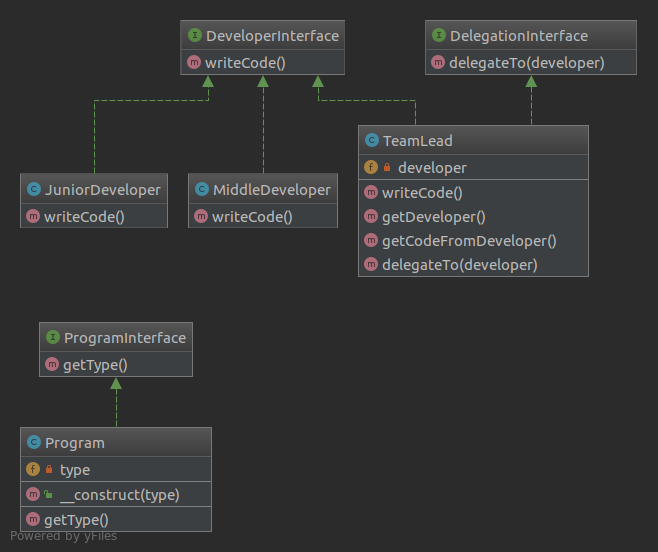 DeveloperInterface
writeCode()
DelegationInterface
delegateTo(developer)
TeamLead
developer
writeCode()
getDeveloper()
getCodeFromDeveloper()
delegateTo(developer)
JuniorDeveloper
writeCode()
MiddleDeveloper
writeCode()
ProgramInterface
getType()
Program
type
__construct(type)
getType()
Powered by yFiles